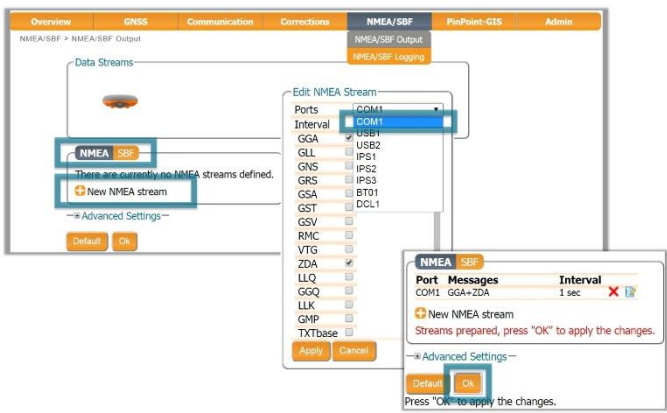 Overview GNSS Communication Corrections NMEA/SBF PinPoint-GIS Admin
NMEA/SBF > NMEA/SBF Output
NMEA/SBF Output
NMEA/SBF Logging
Data Streams
NMEA SBF
There are currently no NMEA streams defined.
New NMEA stream
Advanced Settings
Default Ok
Edit NMEA Stream
Ports COM1
Interval
COM1
USB1
USB2
IPS1
IPS2
IPS3
BT01
DCL1
GGA
GLL
GNS
GRS
GSA
GST
GSV
RMC
VTG
ZDA
LLQ
GGQ
LLK
GMP
TXTbase
Apply Cancel
NMEA SBF
Port Messages Interval
COM1 GGA+ZDA 1 sec
New NMEA stream
Streams prepared, press "OK" to apply the changes.
Advanced Settings
Default Ok
Press "OK" to apply the changes.